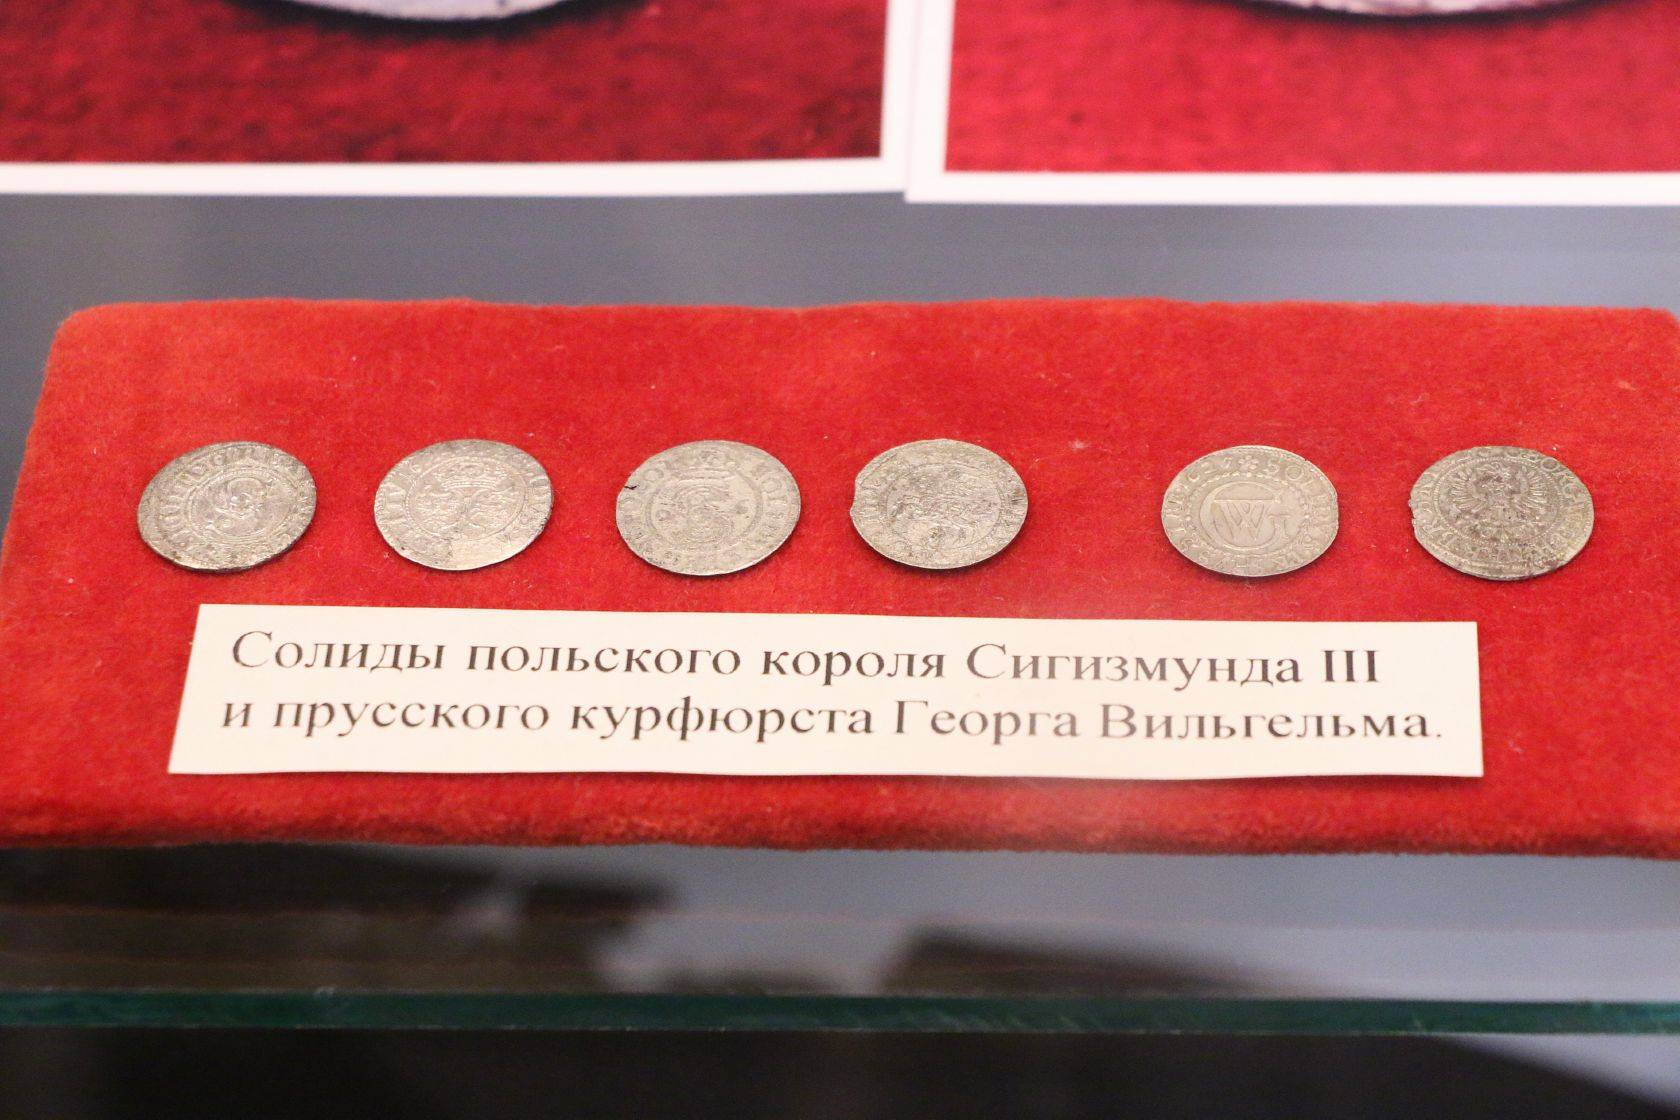 Солиды польского короля Сигизмунда III
и прусского курфюрста Георга Вильгельма.